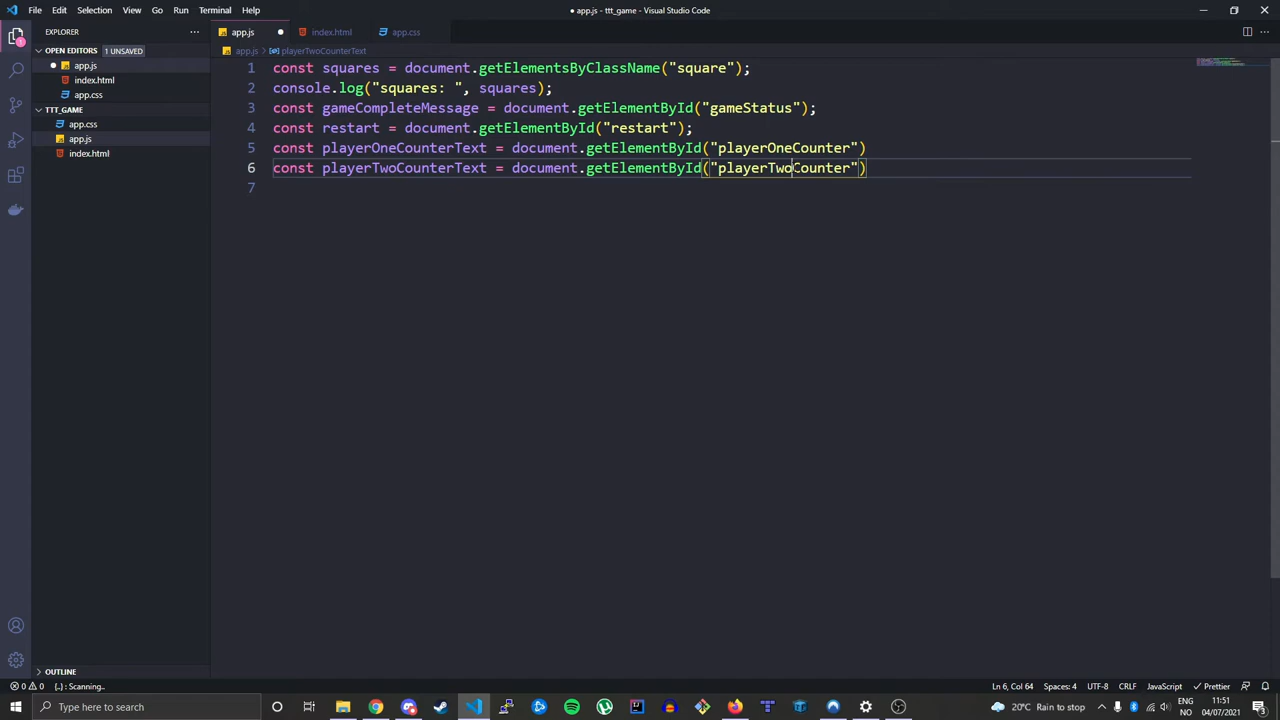 File Edit Selection View Go Run Terminal Help
● app.js - ttt_game - Visual Studio Code
EXPLORER
OPEN EDITORS 1 UNSAVED
app.js
index.html
app.css
TTT_GAME
app.css
app.js
index.html
OUTLINE
app.js index.html app.css
app.js > playerTwoCounterText
1 const squares = document.getElementsByClassName("square");
2 console.log("squares: ", squares);
3 const gameCompleteMessage = document.getElementById("gameStatus");
4 const restart = document.getElementById("restart");
5 const playerOneCounterText = document.getElementById("playerOneCounter")
6 const playerTwoCounterText = document.getElementById("playerTwoCounter")
7
0 0 {..} : Scanning.. Ln 6, Col 64 Spaces: 4 UTF-8 CRLF JavaScript Prettier
Type here to search
20°C Rain to stop
ENG
NO
11:51
04/07/2021